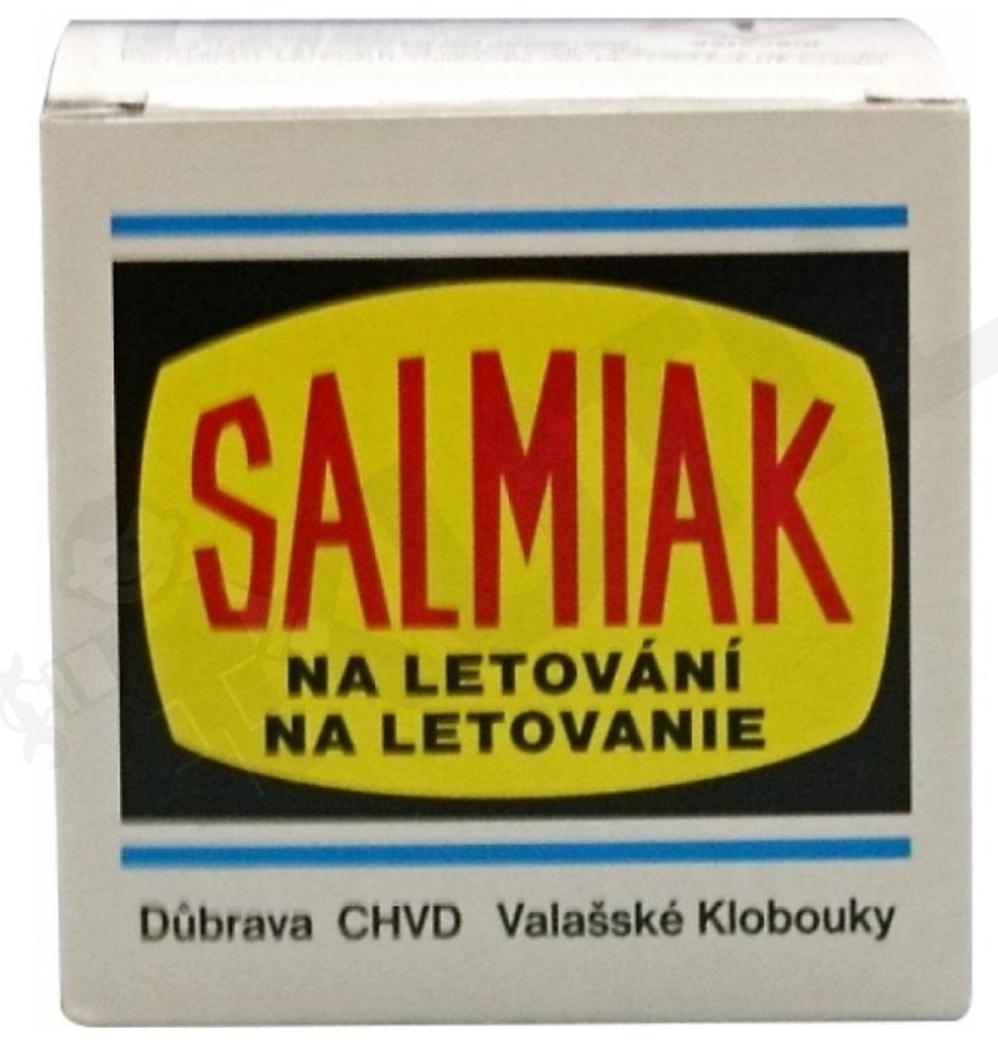 SALMIAK
NA LETOVÁNÍ
NA LETOVANIE
Důbrava CHVD Valašské Klobouky